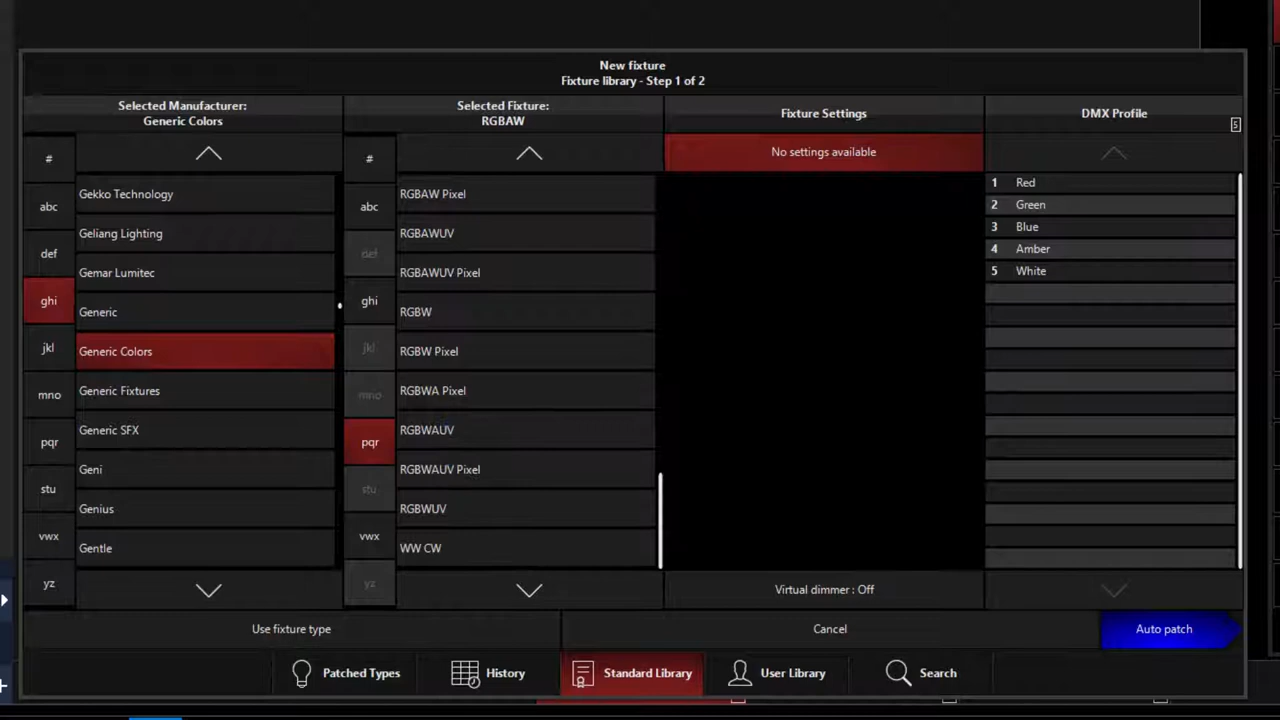 New fixture
Fixture library - Step 1 of 2
Selected Manufacturer:
Generic Colors
#
abc
def
ghi
jkl
mno
pqr
stu
vwx
yz
Gekko Technology
Geliang Lighting
Gemar Lumitec
Generic
Generic Colors
Generic Fixtures
Generic SFX
Geni
Genius
Gentle
Selected Fixture:
RGBAW
#
abc
def
ghi
jkl
mno
pqr
stu
vwx
yz
RGBAW Pixel
RGBAWUV
RGBAWUV Pixel
RGBW
RGBW Pixel
RGBWA Pixel
RGBWAUV
RGBWAUV Pixel
RGBWUV
WW CW
Fixture Settings
No settings available
Virtual dimmer : Off
DMX Profile
5
1 Red
2 Green
3 Blue
4 Amber
5 White
Use fixture type
Cancel
Auto patch
Patched Types
History
Standard Library
User Library
Search